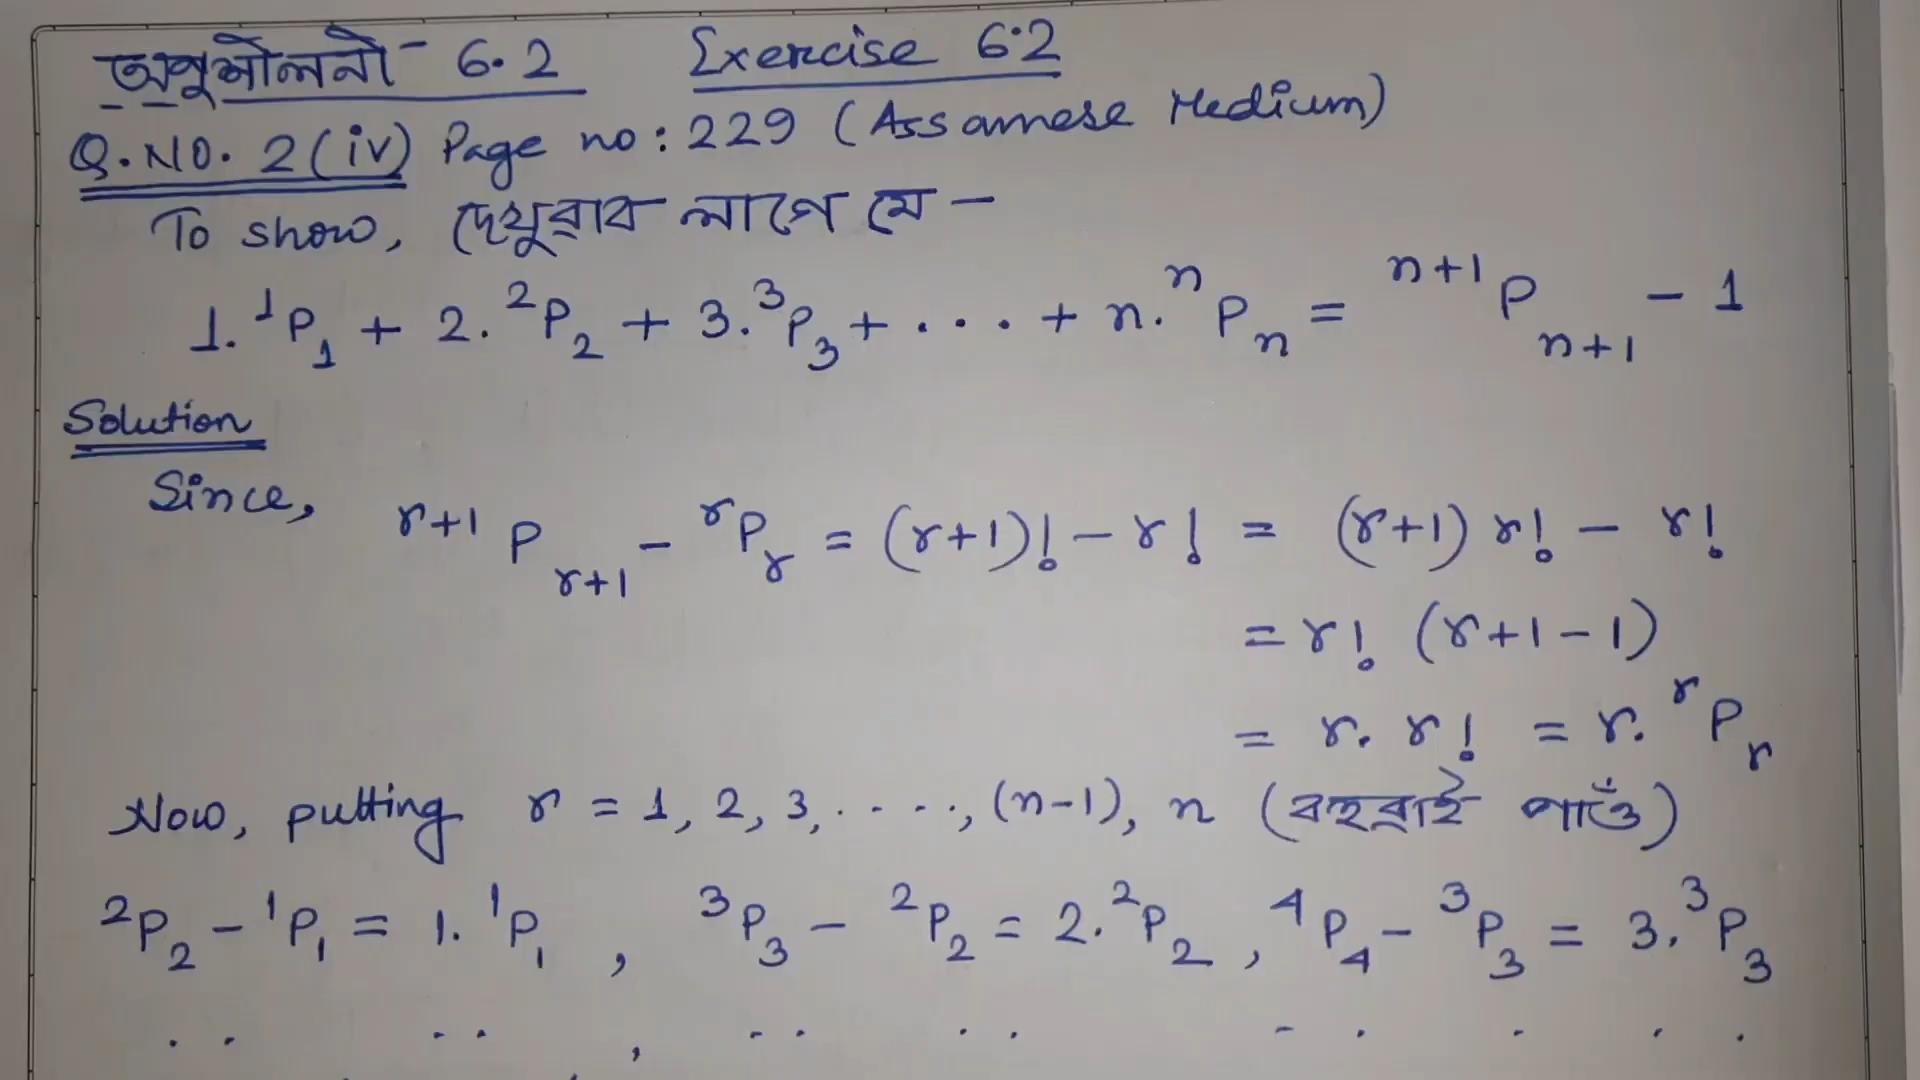 অনুশীলনী 6.2 Exercise 6.2
Q.NO. 2(iv) Page no: 229 (Assamese Medium)
To show, দেখুৱাব লাগে যে –
1. ¹P₁ + 2. ²P₂ + 3. ³P₃ + . . . . + n. ⁿPₙ = ⁿ⁺¹Pₙ₊₁ – 1
Solution
Since, ʳ⁺¹Pᵣ₊₁ – ʳPᵣ = (r+1)! – r! = (r+1) r! – r!
= r! (r+1–1)
= r. r! = r. ʳPᵣ
Now, putting r = 1, 2, 3, . . . ., (n–1), n (বহুৱাই পাওঁ)
²P₂ – ¹P₁ = 1. ¹P₁ , ³P₃ – ²P₂ = 2. ²P₂ , ⁴P₄ – ³P₃ = 3. ³P₃
.. .. , .. .. . . . . .